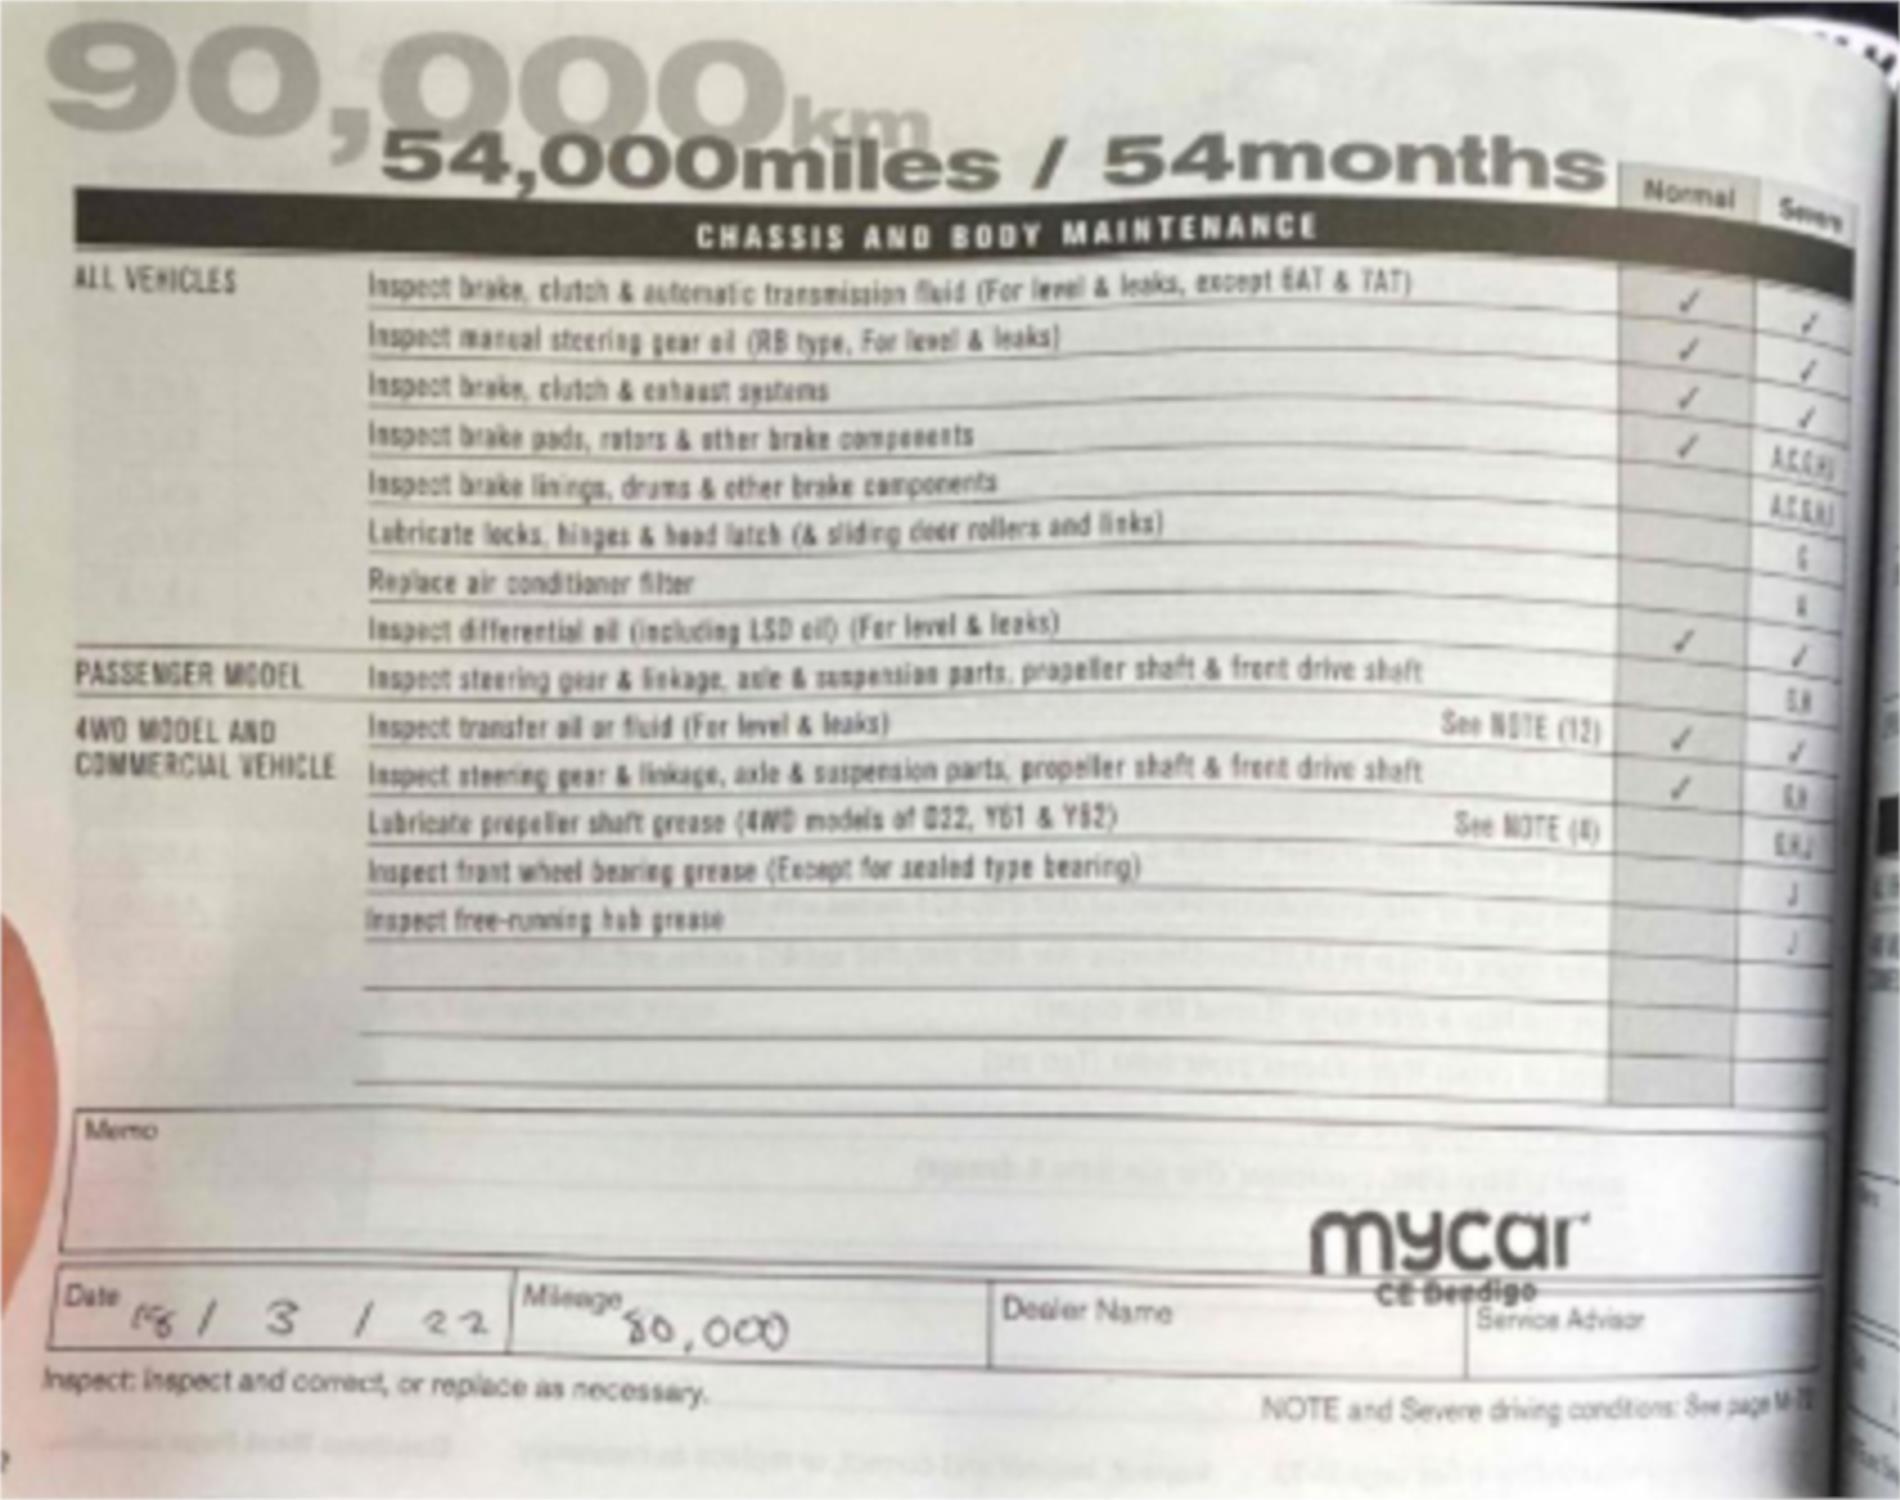 90,000km
54,000miles / 54months
Normal Severe
CHASSIS AND BODY MAINTENANCE
ALL VEHICLES Inspect brake, clutch & automatic transmission fluid (For level & leaks, except 6AT & 7AT) ✓ ✓
Inspect manual steering gear oil (RB type, For level & leaks) ✓ ✓
Inspect brake, clutch & exhaust systems ✓ ✓
Inspect brake pads, rotors & other brake components ✓
Inspect brake linings, drums & other brake components
Lubricate locks, hinges & hood latch (& sliding door rollers and links) G
Replace air conditioner filter
Inspect differential oil (including LSD oil) (For level & leaks) ✓ ✓
PASSENGER MODEL Inspect steering gear & linkage, axle & suspension parts, propeller shaft & front drive shaft G,H
4WD MODEL AND Inspect transfer oil or fluid (For level & leaks) See NOTE (12) ✓ ✓
COMMERCIAL VEHICLE Inspect steering gear & linkage, axle & suspension parts, propeller shaft & front drive shaft ✓ G,H
Lubricate propeller shaft grease (4WD models of D22, Y61 & Y62) See NOTE (4) G,H,J
Inspect front wheel bearing grease (Except for sealed type bearing) J
Inspect free-running hub grease J
Memo
mycar
CE Bendigo
Date 18 / 3 / 22 Mileage 80,000 Dealer Name Service Advisor
Inspect: Inspect and correct, or replace as necessary.
NOTE and Severe driving conditions: See page